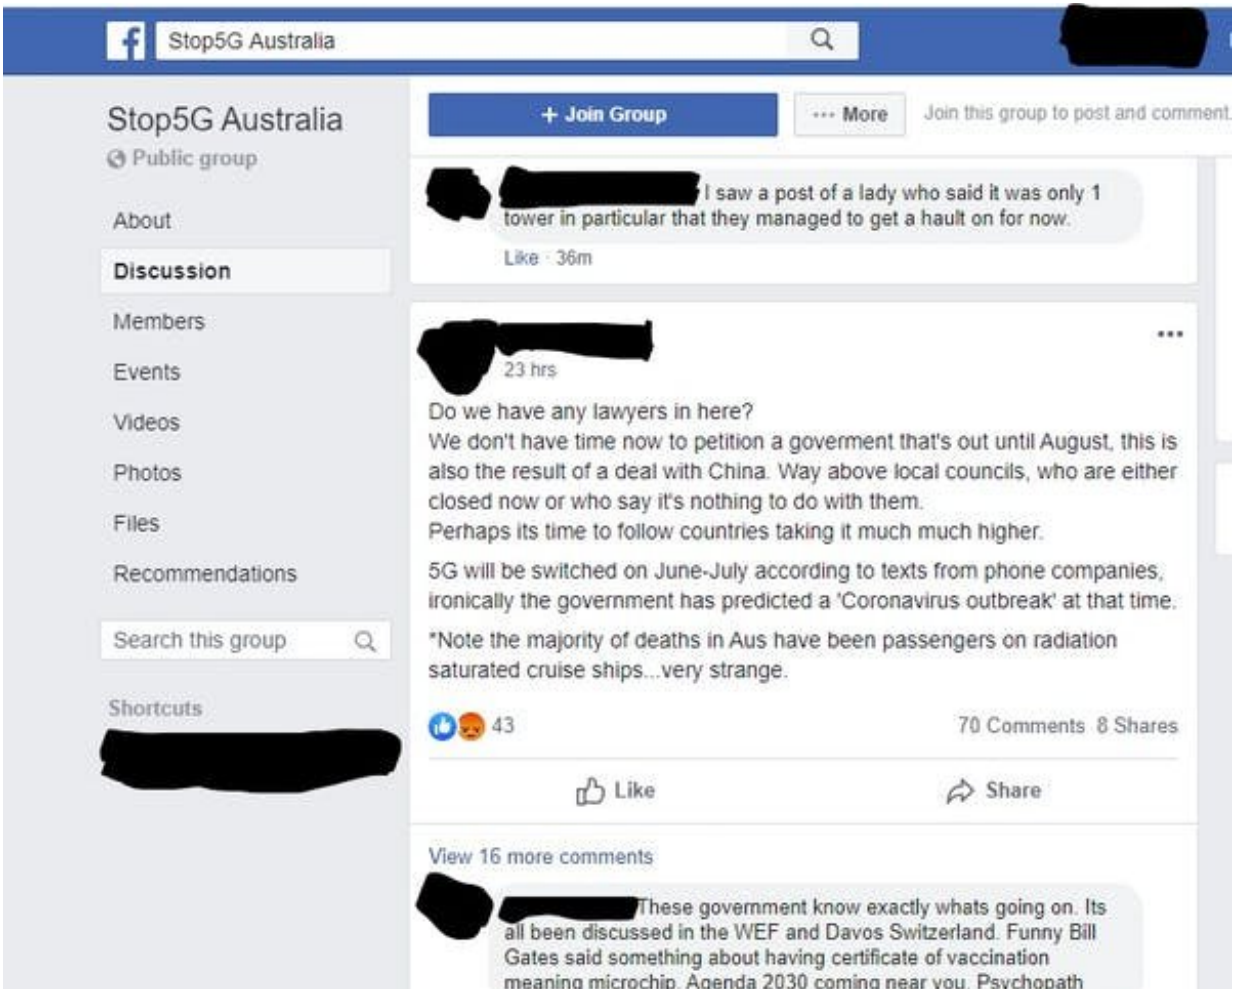 f Stop5G Australia
Stop5G Australia
Public group
About
Discussion
Members
Events
Videos
Photos
Files
Recommendations
Search this group
Shortcuts
+ Join Group
••• More
Join this group to post and comment.
I saw a post of a lady who said it was only 1
tower in particular that they managed to get a hault on for now.
Like · 36m
23 hrs
Do we have any lawyers in here?
We don't have time now to petition a goverment that's out until August, this is
also the result of a deal with China. Way above local councils, who are either
closed now or who say it's nothing to do with them.
Perhaps its time to follow countries taking it much much higher.
5G will be switched on June-July according to texts from phone companies,
ironically the government has predicted a 'Coronavirus outbreak' at that time.
*Note the majority of deaths in Aus have been passengers on radiation
saturated cruise ships...very strange.
43
70 Comments 8 Shares
Like
Share
View 16 more comments
These government know exactly whats going on. Its
all been discussed in the WEF and Davos Switzerland. Funny Bill
Gates said something about having certificate of vaccination
meaning microchip. Agenda 2030 coming near you. Psychopath